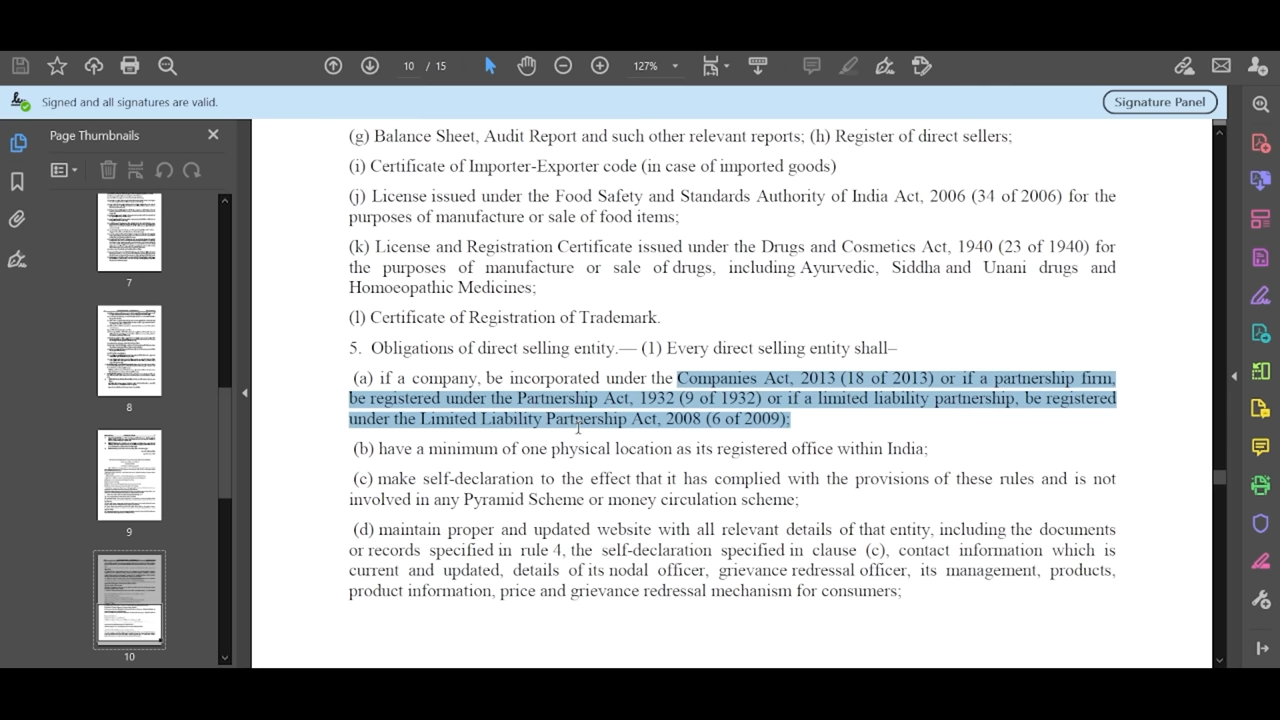 10 / 15
127%
Signed and all signatures are valid.
Signature Panel
Page Thumbnails
7
8
9
10
(g) Balance Sheet, Audit Report and such other relevant reports; (h) Register of direct sellers;
(i) Certificate of Importer-Exporter code (in case of imported goods)
(j) License issued under the Food Safety and Standards Authority of India Act, 2006 (34 of 2006) for the
purposes of manufacture or sale of food items;
(k) License and Registration certificate issued under the Drugs and Cosmetics Act, 1940 (23 of 1940) for
the purposes of manufacture or sale of drugs, including Ayurvedic, Siddha and Unani drugs and
Homoeopathic Medicines;
(l) Certificate of Registration of Trademark.
5. Obligations of direct selling entity.— (1) Every direct selling entity shall–
(a) if a company be incorporated under the Companies Act, 2013 (18 of 2013) or if a partnership firm,
be registered under the Partnership Act, 1932 (9 of 1932) or if a limited liability partnership, be registered
under the Limited Liability Partnership Act, 2008 (6 of 2009);
(b) have a minimum of one physical location as its registered office within India;
(c) make self-declaration to the effect that it has complied with the provisions of these rules and is not
involved in any Pyramid Scheme or money circulation scheme;
(d) maintain proper and updated website with all relevant details of that entity, including the documents
or records specified in rule 4, the self-declaration specified in clause (c) contact information which is
current and updated, details of its nodal officer, grievance redressal officer, its management, products,
product information, price and grievance redressal mechanism for consumers;